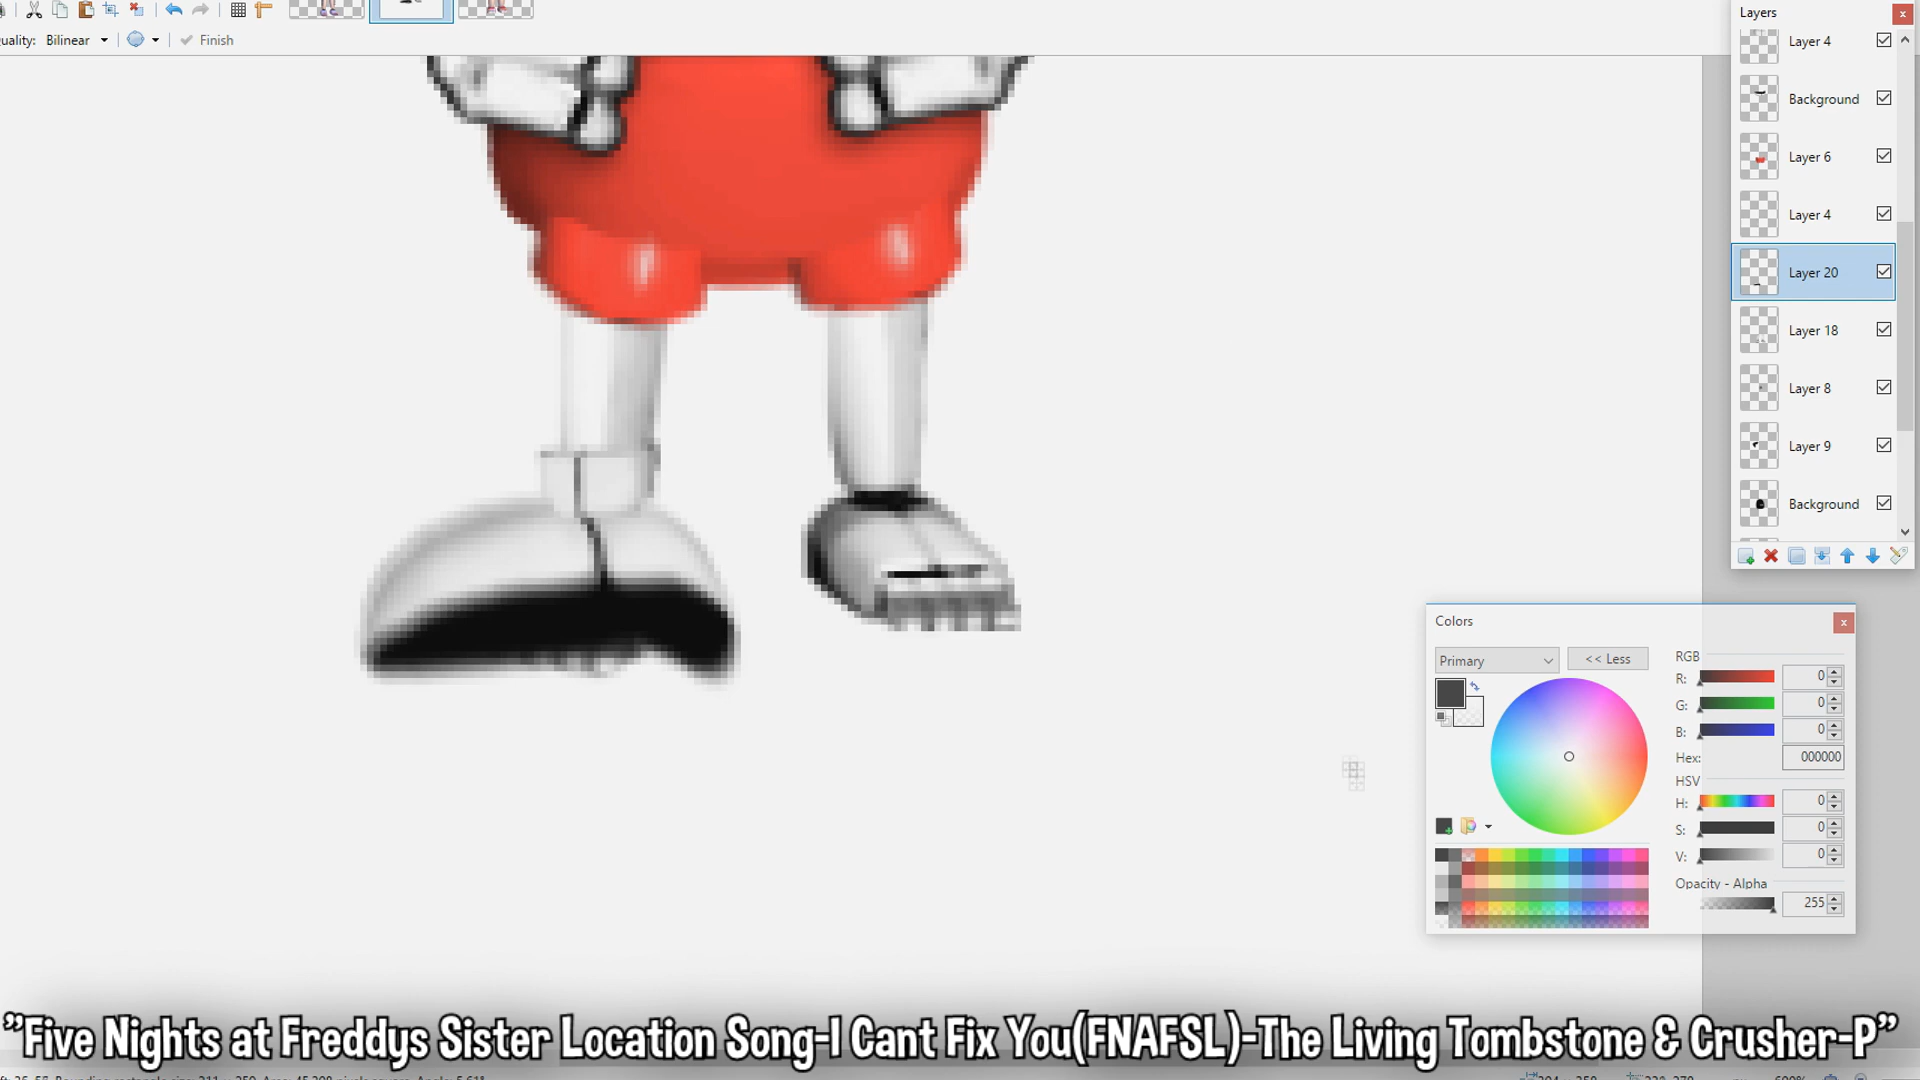 Layers
uality: Bilinear
Finish
Layer 4
Background
Layer 6
Layer 4
Layer 20
Layer 18
Layer 8
Layer 9
Background
Colors
Primary
<< Less
RGB
R: 0
G: 0
B: 0
Hex: 000000
HSV
H: 0
S: 0
V: 0
Opacity - Alpha
255
"Five Nights at Freddys Sister Location Song-I Cant Fix You(FNAFSL)-The Living Tombstone & Crusher-P"